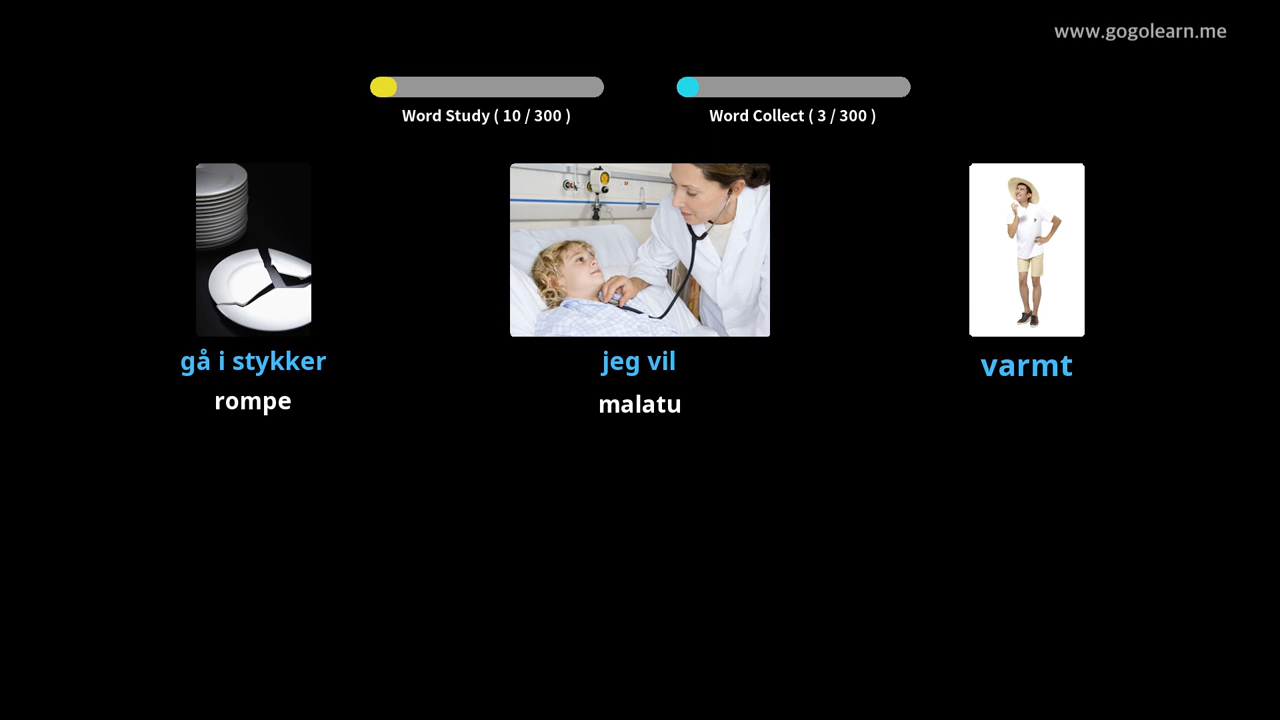 www.gogolearn.me
Word Study ( 10 / 300 )
Word Collect ( 3 / 300 )
gå i stykker
rompe
jeg vil
malatu
varmt